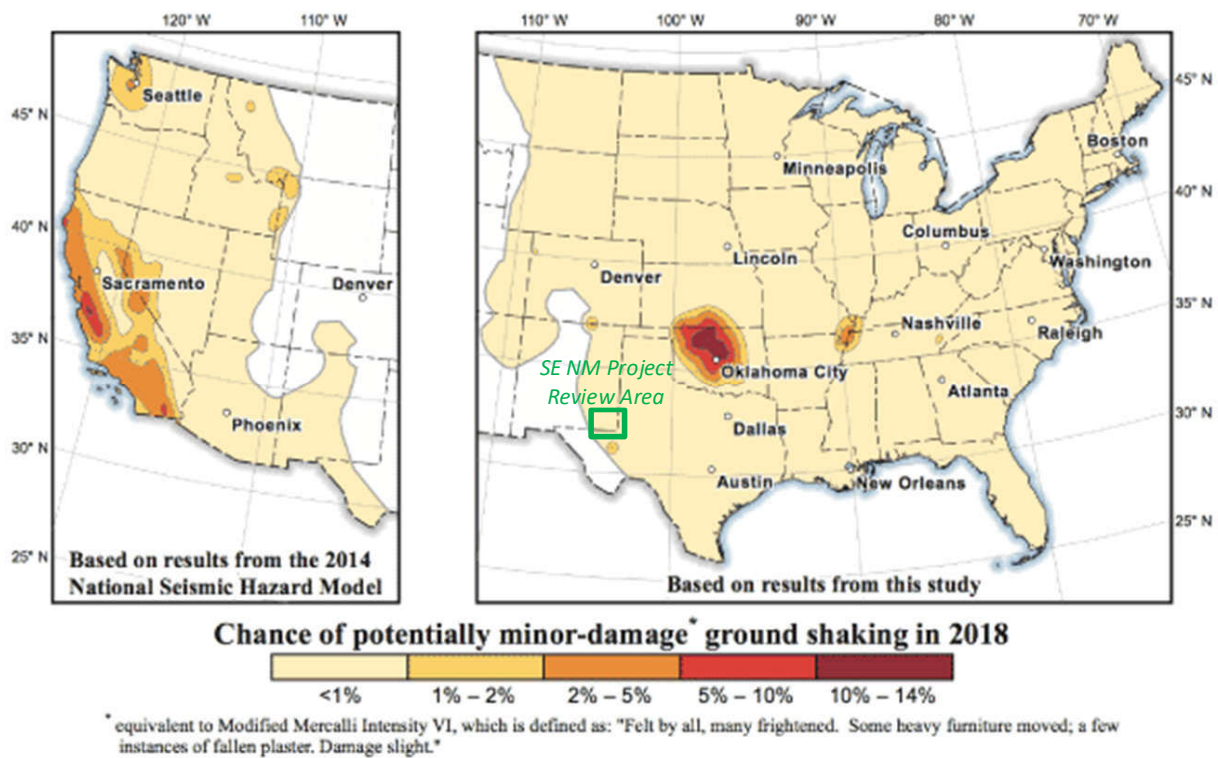 120° W
110° W
110° W
100° W
90° W
80° W
70° W
45° N
40° N
35° N
30° N
25° N
Seattle
Sacramento
Denver
Phoenix
Based on results from the 2014
National Seismic Hazard Model
Minneapolis
Boston
Columbus
Lincoln
Washington
Denver
Nashville
Raleigh
SE NM Project
Review Area
Oklahoma City
Atlanta
Dallas
Austin
New Orleans
45° N
40° N
35° N
30° N
25° N
Based on results from this study
Chance of potentially minor-damage* ground shaking in 2018
<1%
1% – 2%
2% – 5%
5% – 10%
10% – 14%
* equivalent to Modified Mercalli Intensity VI, which is defined as: "Felt by all, many frightened. Some heavy furniture moved; a few
instances of fallen plaster. Damage slight."